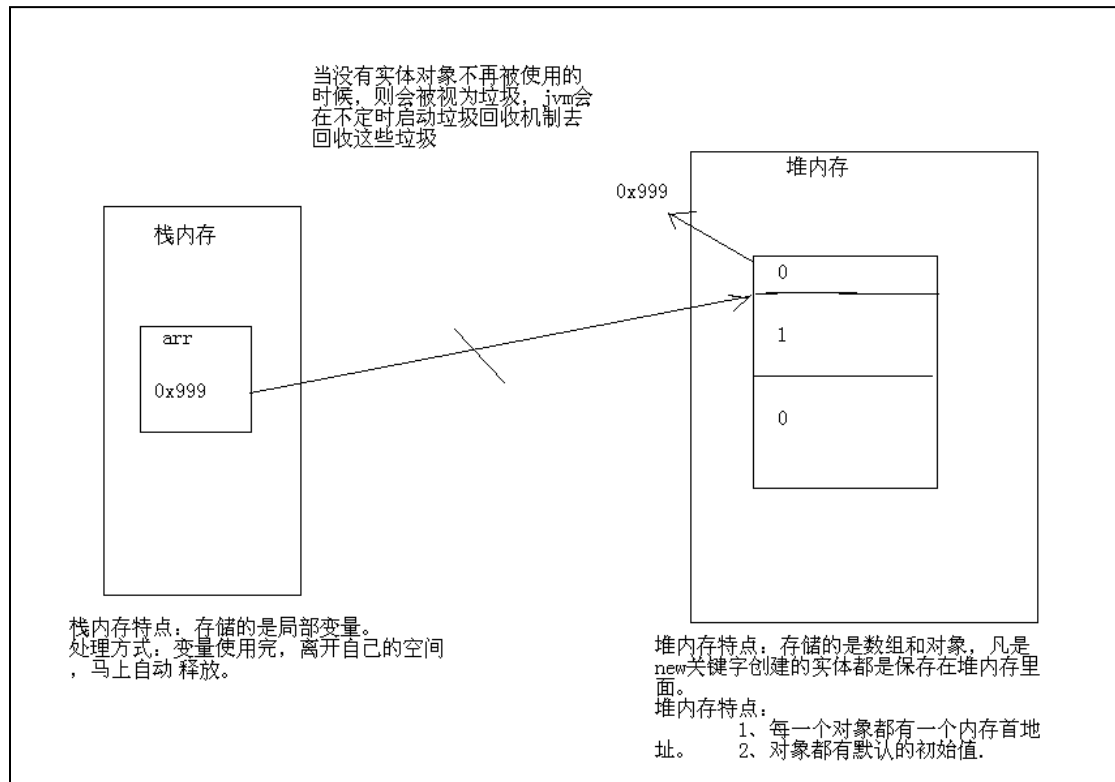 当没有实体对象不再被使用的
时候，则会被视为垃圾，jvm会
在不定时启动垃圾回收机制去
回收这些垃圾
堆内存
0x999
栈内存
0
arr
1
0x999
0
栈内存特点：存储的是局部变量。
处理方式：变量使用完，离开自己的空间
，马上自动 释放。
堆内存特点：存储的是数组和对象，凡是
new关键字创建的实体都是保存在堆内存里
面。
堆内存特点：
1、每一个对象都有一个内存首地
址。 2、对象都有默认的初始值.